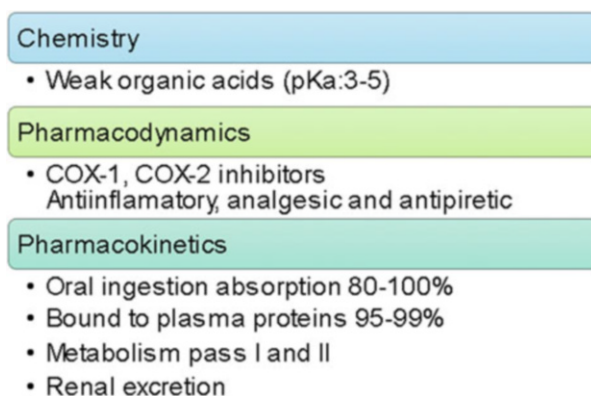 Chemistry
• Weak organic acids (pKa:3-5)
Pharmacodynamics
• COX-1, COX-2 inhibitors
Antiinflamatory, analgesic and antipiretic
Pharmacokinetics
• Oral ingestion absorption 80-100%
• Bound to plasma proteins 95-99%
• Metabolism pass I and II
• Renal excretion